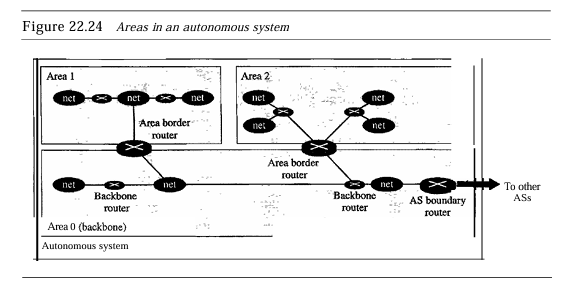 Figure 22.24 Areas in an autonomous system
Area 1
net
net
net
Area border
router
Area 2
net
net
net
net
Area border
router
net
Backbone
router
net
Backbone
router
net
AS boundary
router
To other
ASs
Area 0 (backbone)
Autonomous system